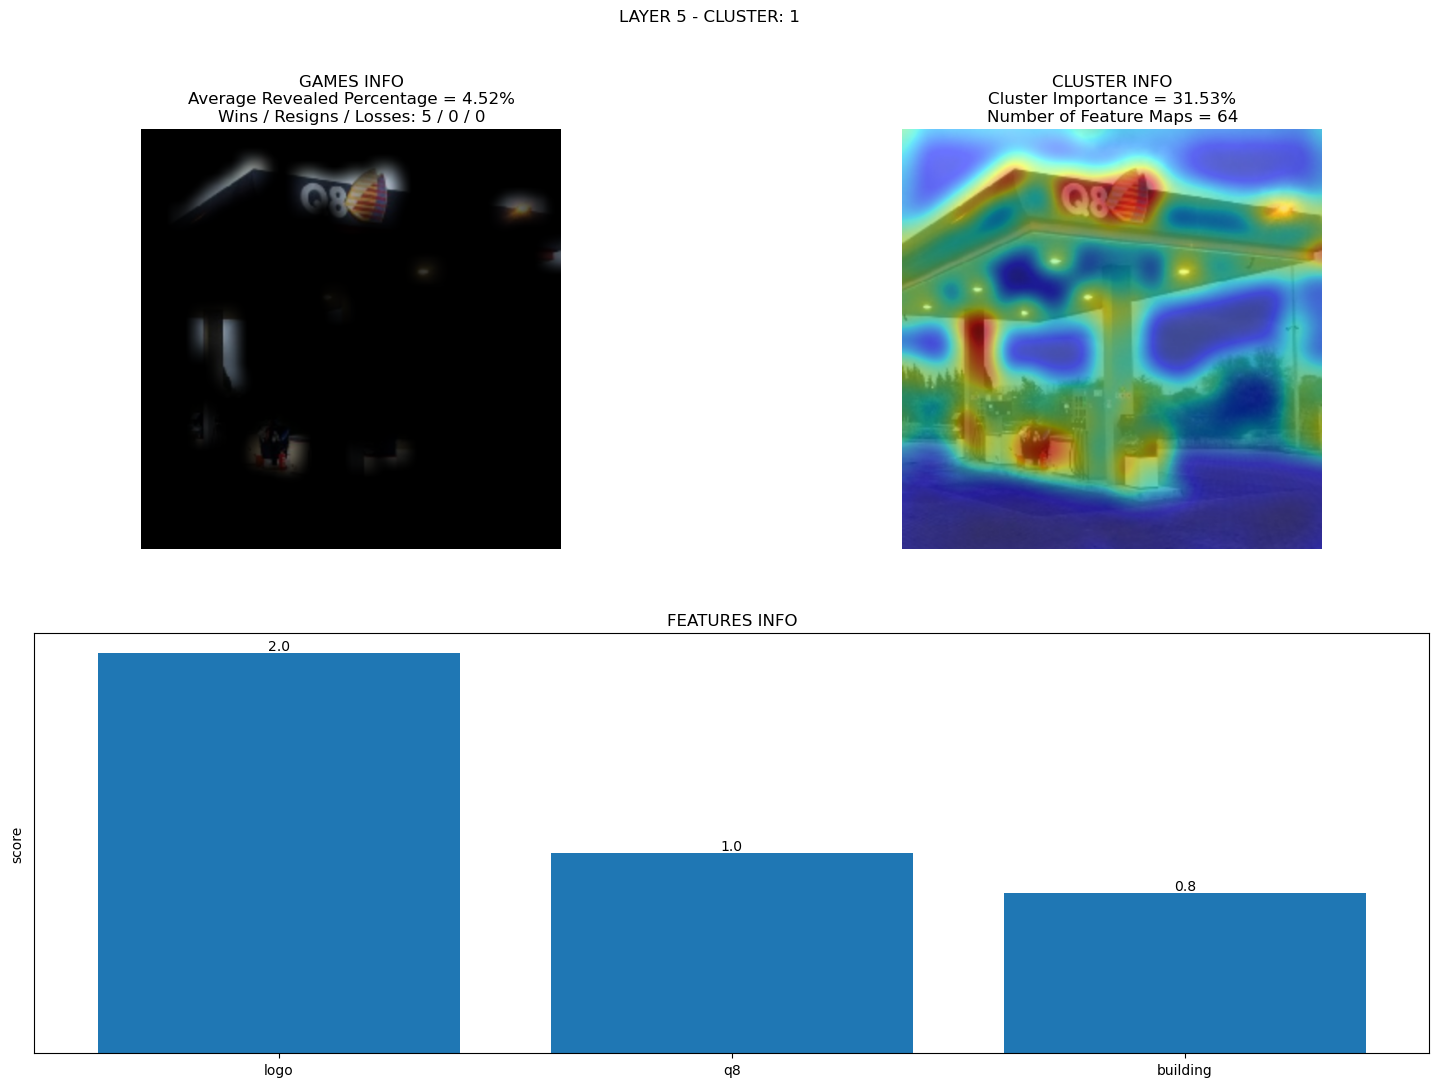 LAYER 5 - CLUSTER: 1
GAMES INFO
Average Revealed Percentage = 4.52%
Wins / Resigns / Losses: 5 / 0 / 0
Q8
CLUSTER INFO
Cluster Importance = 31.53%
Number of Feature Maps = 64
Q8
FEATURES INFO
score
2.0
1.0
0.8
logo
q8
building